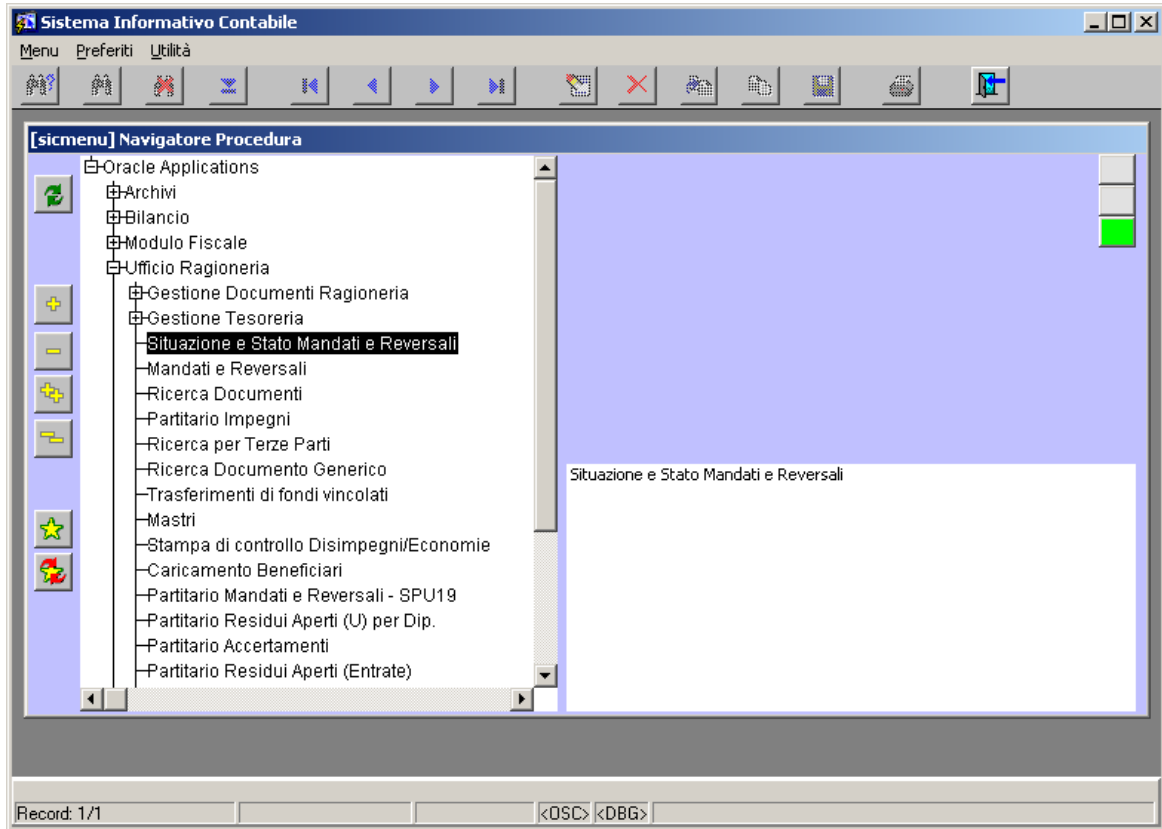 Sistema Informativo Contabile
Menu Preferiti Utilità
[sicmenu] Navigatore Procedura
Oracle Applications
Archivi
Bilancio
Modulo Fiscale
Ufficio Ragioneria
Gestione Documenti Ragioneria
Gestione Tesoreria
Situazione e Stato Mandati e Reversali
Mandati e Reversali
Ricerca Documenti
Partitario Impegni
Ricerca per Terze Parti
Ricerca Documento Generico
Trasferimenti di fondi vincolati
Mastri
Stampa di controllo Disimpegni/Economie
Caricamento Beneficiari
Partitario Mandati e Reversali - SPU19
Partitario Residui Aperti (U) per Dip.
Partitario Accertamenti
Partitario Residui Aperti (Entrate)
Situazione e Stato Mandati e Reversali
Record: 1/1 <OSC> <DBG>